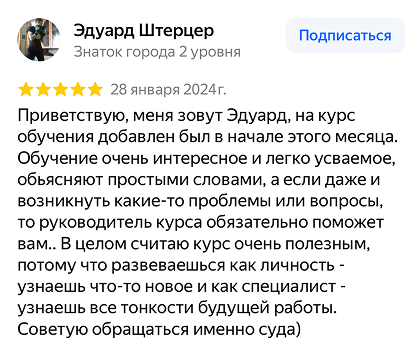 Эдуард Штерцер
Знаток города 2 уровня
Подписаться
28 января 2024 г.
Приветствую, меня зовут Эдуард, на курс
обучения добавлен был в начале этого месяца.
Обучение очень интересное и легко усваемое,
обьясняют простыми словами, а если даже и
возникнуть какие-то проблемы или вопросы,
то руководитель курса обязательно поможет
вам.. В целом считаю курс очень полезным,
потому что развеваешься как личность -
узнаешь что-то новое и как специалист -
узнаешь все тонкости будущей работы.
Советую обращаться именно суда)